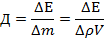 Д = ΔE/Δm = ΔE/ΔρV